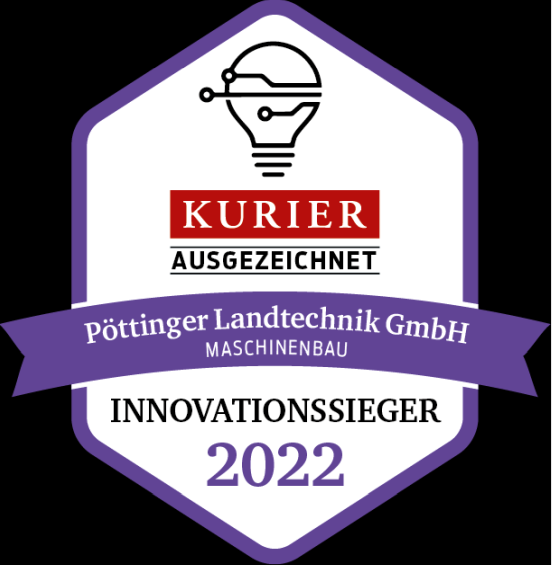 KURIER
AUSGEZEICHNET
Pöttinger Landtechnik GmbH
MASCHINENBAU
INNOVATIONSSIEGER
2022